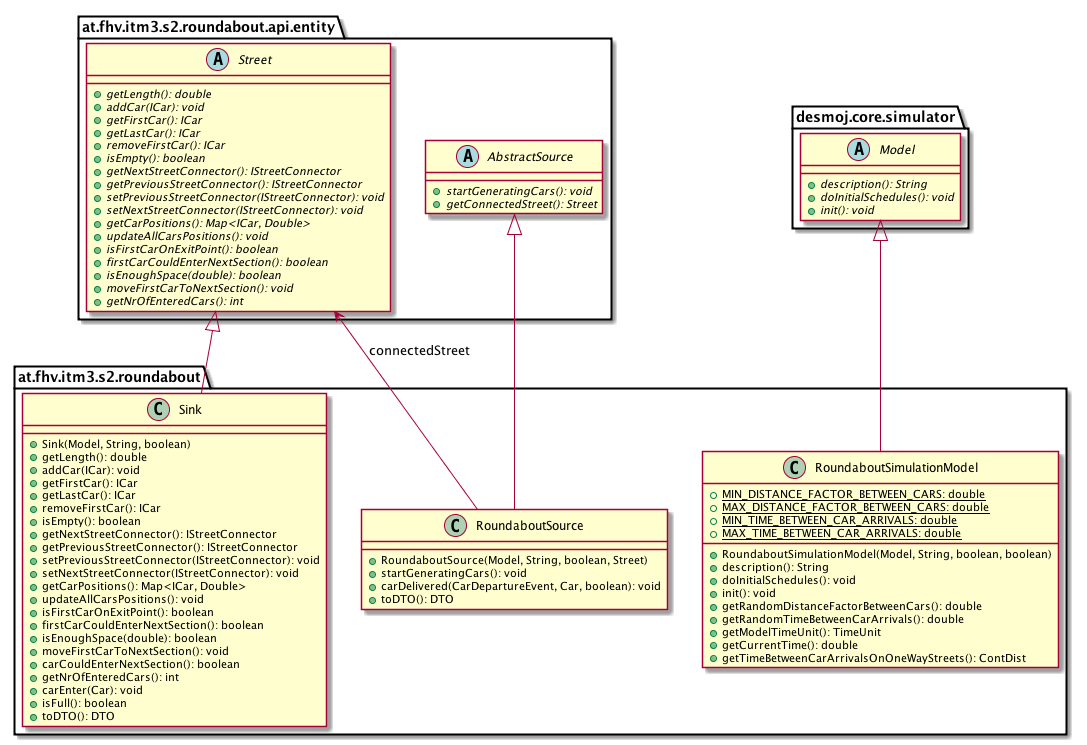 at.fhv.itm3.s2.roundabout.api.entity
A Street
getLength(): double
addCar(ICar): void
getFirstCar(): ICar
getLastCar(): ICar
removeFirstCar(): ICar
isEmpty(): boolean
getNextStreetConnector(): IStreetConnector
getPreviousStreetConnector(): IStreetConnector
setPreviousStreetConnector(IStreetConnector): void
setNextStreetConnector(IStreetConnector): void
getCarPositions(): Map<ICar, Double>
updateAllCarsPositions(): void
isFirstCarOnExitPoint(): boolean
firstCarCouldEnterNextSection(): boolean
isEnoughSpace(double): boolean
moveFirstCarToNextSection(): void
getNrOfEnteredCars(): int
A AbstractSource
startGeneratingCars(): void
getConnectedStreet(): Street
desmoj.core.simulator
A Model
description(): String
doInitialSchedules(): void
init(): void
connectedStreet
at.fhv.itm3.s2.roundabout
C Sink
Sink(Model, String, boolean)
getLength(): double
addCar(ICar): void
getFirstCar(): ICar
getLastCar(): ICar
removeFirstCar(): ICar
isEmpty(): boolean
getNextStreetConnector(): IStreetConnector
getPreviousStreetConnector(): IStreetConnector
setPreviousStreetConnector(IStreetConnector): void
setNextStreetConnector(IStreetConnector): void
getCarPositions(): Map<ICar, Double>
updateAllCarsPositions(): void
isFirstCarOnExitPoint(): boolean
firstCarCouldEnterNextSection(): boolean
isEnoughSpace(double): boolean
moveFirstCarToNextSection(): void
carCouldEnterNextSection(): boolean
getNrOfEnteredCars(): int
carEnter(Car): void
isFull(): boolean
toDTO(): DTO
C RoundaboutSource
RoundaboutSource(Model, String, boolean, Street)
startGeneratingCars(): void
carDelivered(CarDepartureEvent, Car, boolean): void
toDTO(): DTO
C RoundaboutSimulationModel
MIN_DISTANCE_FACTOR_BETWEEN_CARS: double
MAX_DISTANCE_FACTOR_BETWEEN_CARS: double
MIN_TIME_BETWEEN_CAR_ARRIVALS: double
MAX_TIME_BETWEEN_CAR_ARRIVALS: double
RoundaboutSimulationModel(Model, String, boolean, boolean)
description(): String
doInitialSchedules(): void
init(): void
getRandomDistanceFactorBetweenCars(): double
getRandomTimeBetweenCarArrivals(): double
getModelTimeUnit(): TimeUnit
getCurrentTime(): double
getTimeBetweenCarArrivalsOnOneWayStreets(): ContDist